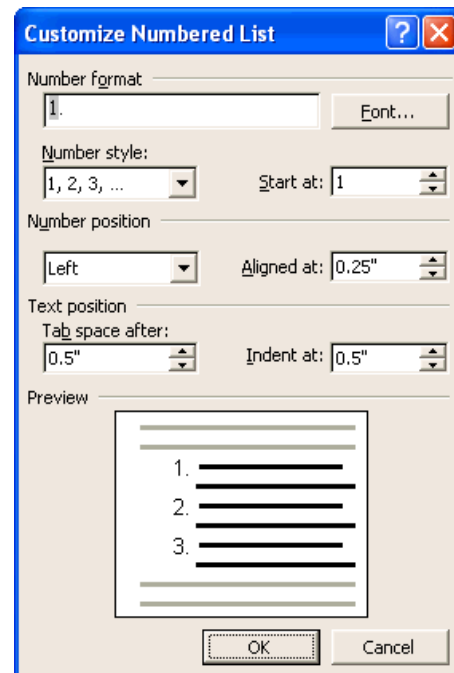 Customize Numbered List ?
Number format
1. Font...
Number style:
1, 2, 3, ... Start at: 1
Number position
Left Aligned at: 0.25"
Text position
Tab space after:
0.5" Indent at: 0.5"
Preview
1.
2.
3.
OK Cancel